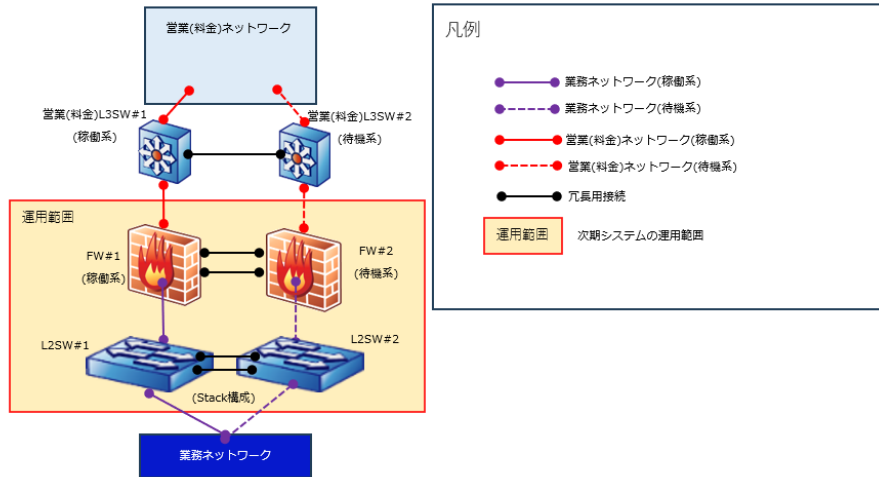 営業(料金)ネットワーク
営業(料金)L3SW#1
(稼働系)
営業(料金)L3SW#2
(待機系)
運用範囲
FW#1
(稼働系)
FW#2
(待機系)
L2SW#1
L2SW#2
(Stack構成)
業務ネットワーク
凡例
業務ネットワーク(稼働系)
業務ネットワーク(待機系)
営業(料金)ネットワーク(稼働系)
営業(料金)ネットワーク(待機系)
冗長用接続
運用範囲 次期システムの運用範囲